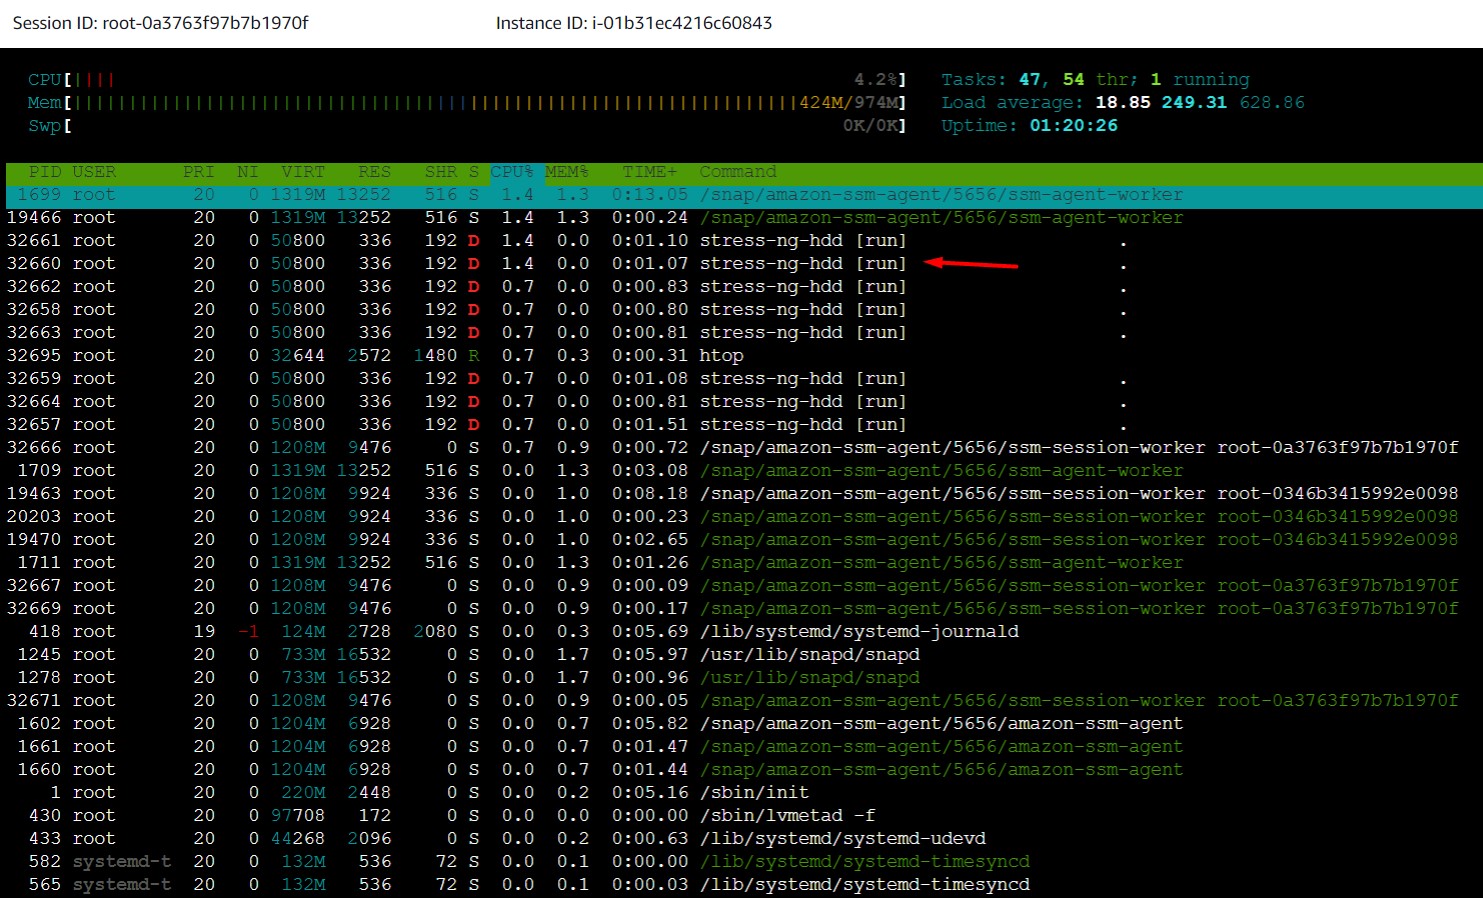 Session ID: root-0a3763f97b7b1970f Instance ID: i-01b31ec4216c60843
CPU[|||| 4.2%] Tasks: 47, 54 thr; 1 running
Mem[||||||||||||||||||||||||||||||||||||||||||||||||||||||||||||||||||424M/974M] Load average: 18.85 249.31 628.86
Swp[ 0K/0K] Uptime: 01:20:26
PID USER PRI NI VIRT RES SHR S CPU% MEM% TIME+ Command
1699 root 20 0 1319M 13252 516 S 1.4 1.3 0:13.05 /snap/amazon-ssm-agent/5656/ssm-agent-worker
19466 root 20 0 1319M 13252 516 S 1.4 1.3 0:00.24 /snap/amazon-ssm-agent/5656/ssm-agent-worker
32661 root 20 0 50800 336 192 D 1.4 0.0 0:01.10 stress-ng-hdd [run] .
32660 root 20 0 50800 336 192 D 1.4 0.0 0:01.07 stress-ng-hdd [run] .
32662 root 20 0 50800 336 192 D 0.7 0.0 0:00.83 stress-ng-hdd [run] .
32658 root 20 0 50800 336 192 D 0.7 0.0 0:00.80 stress-ng-hdd [run] .
32663 root 20 0 50800 336 192 D 0.7 0.0 0:00.81 stress-ng-hdd [run] .
32695 root 20 0 32644 2572 1480 R 0.7 0.3 0:00.31 htop
32659 root 20 0 50800 336 192 D 0.7 0.0 0:01.08 stress-ng-hdd [run] .
32664 root 20 0 50800 336 192 D 0.7 0.0 0:00.81 stress-ng-hdd [run] .
32657 root 20 0 50800 336 192 D 0.7 0.0 0:01.51 stress-ng-hdd [run] .
32666 root 20 0 1208M 9476 0 S 0.7 0.9 0:00.72 /snap/amazon-ssm-agent/5656/ssm-session-worker root-0a3763f97b7b1970f
1709 root 20 0 1319M 13252 516 S 0.0 1.3 0:03.08 /snap/amazon-ssm-agent/5656/ssm-agent-worker
19463 root 20 0 1208M 9924 336 S 0.0 1.0 0:08.18 /snap/amazon-ssm-agent/5656/ssm-session-worker root-0346b3415992e0098
20203 root 20 0 1208M 9924 336 S 0.0 1.0 0:00.23 /snap/amazon-ssm-agent/5656/ssm-session-worker root-0346b3415992e0098
19470 root 20 0 1208M 9924 336 S 0.0 1.0 0:02.65 /snap/amazon-ssm-agent/5656/ssm-session-worker root-0346b3415992e0098
1711 root 20 0 1319M 13252 516 S 0.0 1.3 0:01.26 /snap/amazon-ssm-agent/5656/ssm-agent-worker
32667 root 20 0 1208M 9476 0 S 0.0 0.9 0:00.09 /snap/amazon-ssm-agent/5656/ssm-session-worker root-0a3763f97b7b1970f
32669 root 20 0 1208M 9476 0 S 0.0 0.9 0:00.17 /snap/amazon-ssm-agent/5656/ssm-session-worker root-0a3763f97b7b1970f
418 root 19 -1 124M 2728 2080 S 0.0 0.3 0:05.69 /lib/systemd/systemd-journald
1245 root 20 0 733M 16532 0 S 0.0 1.7 0:05.97 /usr/lib/snapd/snapd
1278 root 20 0 733M 16532 0 S 0.0 1.7 0:00.96 /usr/lib/snapd/snapd
32671 root 20 0 1208M 9476 0 S 0.0 0.9 0:00.05 /snap/amazon-ssm-agent/5656/ssm-session-worker root-0a3763f97b7b1970f
1602 root 20 0 1204M 6928 0 S 0.0 0.7 0:05.82 /snap/amazon-ssm-agent/5656/amazon-ssm-agent
1661 root 20 0 1204M 6928 0 S 0.0 0.7 0:01.47 /snap/amazon-ssm-agent/5656/amazon-ssm-agent
1660 root 20 0 1204M 6928 0 S 0.0 0.7 0:01.44 /snap/amazon-ssm-agent/5656/amazon-ssm-agent
1 root 20 0 220M 2448 0 S 0.0 0.2 0:05.16 /sbin/init
430 root 20 0 97708 172 0 S 0.0 0.0 0:00.00 /sbin/lvmetad -f
433 root 20 0 44268 2096 0 S 0.0 0.2 0:00.63 /lib/systemd/systemd-udevd
582 systemd-t 20 0 132M 536 72 S 0.0 0.1 0:00.00 /lib/systemd/systemd-timesyncd
565 systemd-t 20 0 132M 536 72 S 0.0 0.1 0:00.03 /lib/systemd/systemd-timesyncd